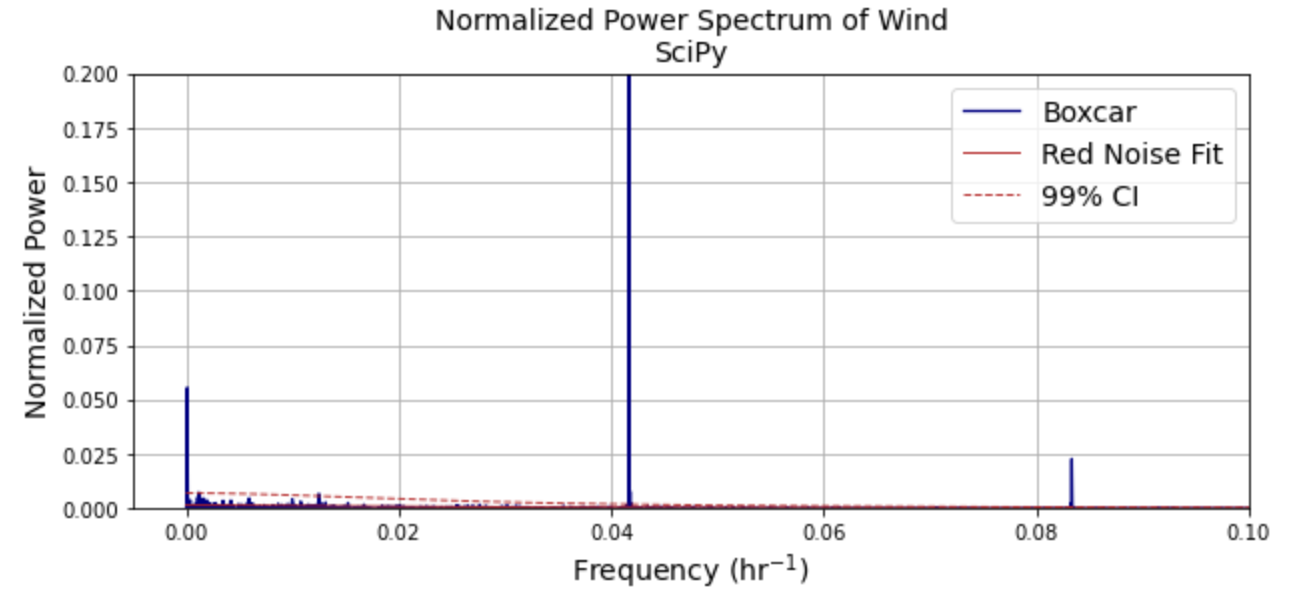 Normalized Power Spectrum of Wind
SciPy
0.200
0.175
0.150
0.125
0.100
0.075
0.050
0.025
0.000
Normalized Power
Boxcar
Red Noise Fit
99% CI
0.00 0.02 0.04 0.06 0.08 0.10
Frequency (hr⁻¹)